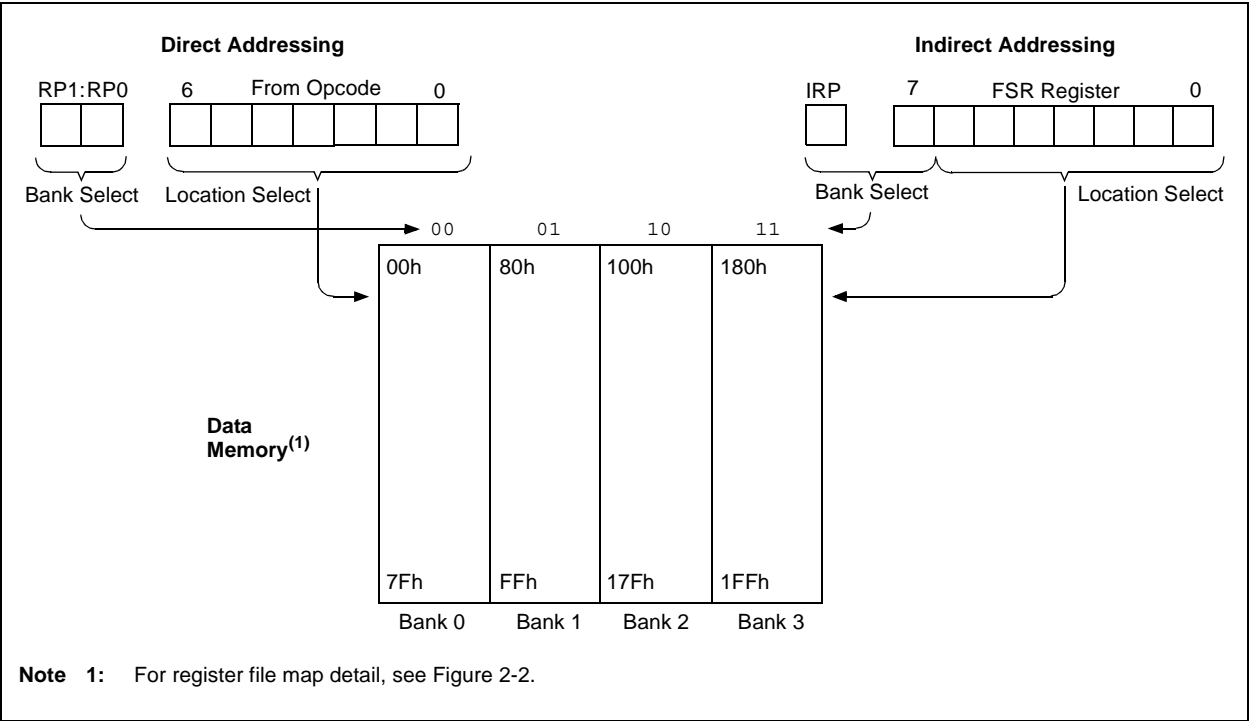 Direct Addressing
Indirect Addressing
RP1:RP0 6 From Opcode 0
IRP 7 FSR Register 0
Bank Select Location Select
Bank Select Location Select
00 01 10 11
00h 80h 100h 180h
Data
Memory(1)
7Fh FFh 17Fh 1FFh
Bank 0 Bank 1 Bank 2 Bank 3
Note 1: For register file map detail, see Figure 2-2.